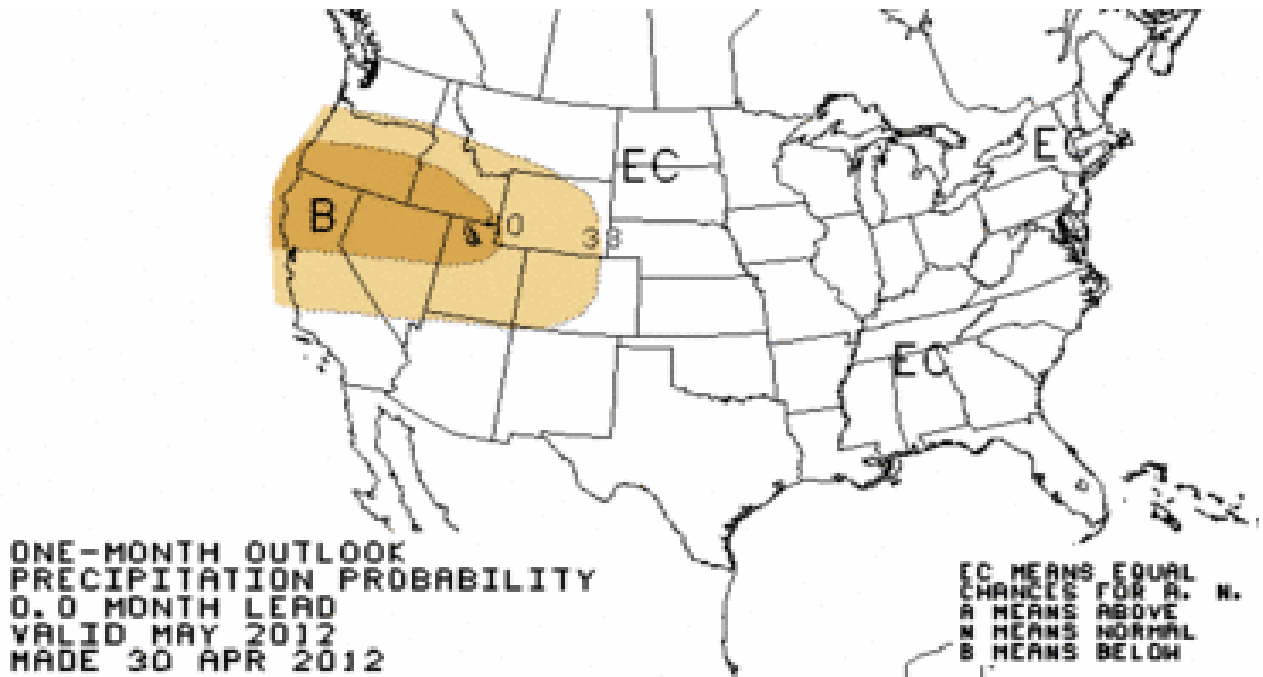 EC
EC
B
40
33
EC
ONE-MONTH OUTLOOK
PRECIPITATION PROBABILITY
0.0 MONTH LEAD
VALID MAY 2012
MADE 30 APR 2012
EC MEANS EQUAL
CHANCES FOR A, N,
A MEANS ABOVE
N MEANS NORMAL
B MEANS BELOW